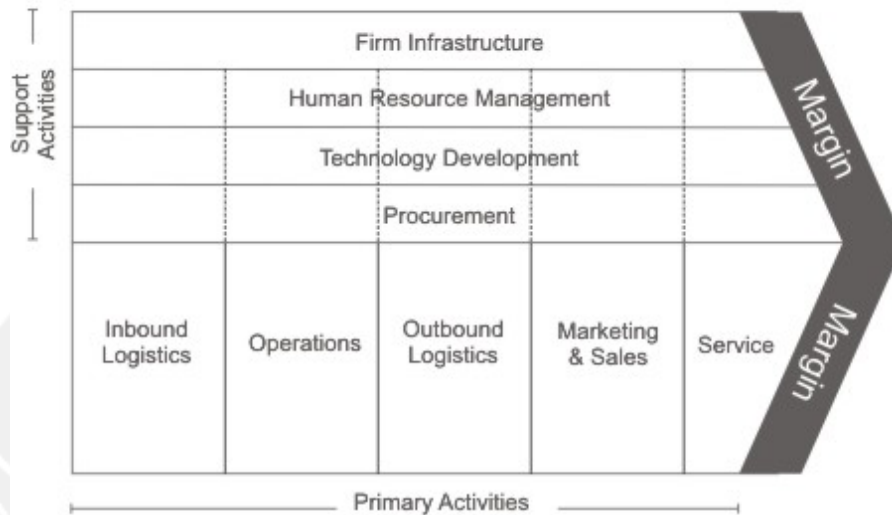 Support
Activities
Firm Infrastructure
Human Resource Management
Technology Development
Procurement
Inbound
Logistics
Operations
Outbound
Logistics
Marketing
& Sales
Service
Margin
Margin
Primary Activities